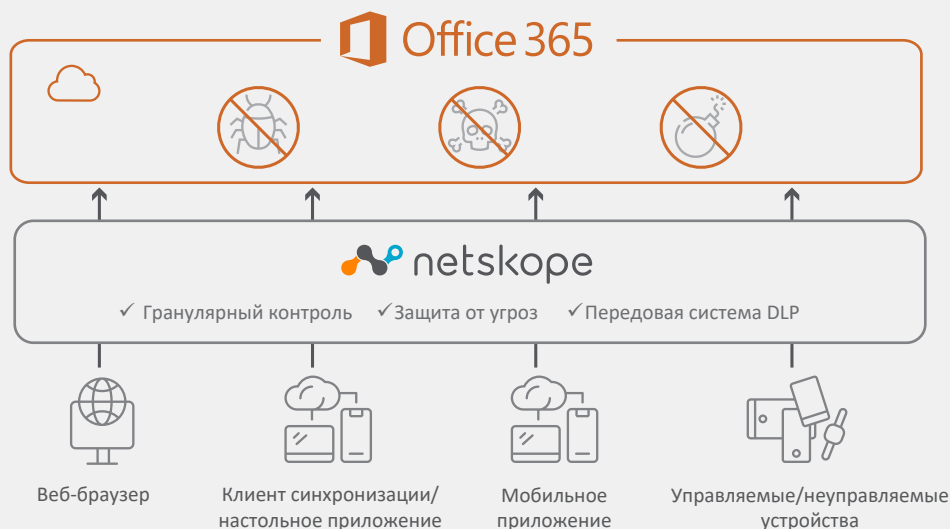 Office 365
netskope
✓ Гранулярный контроль ✓Защита от угроз ✓Передовая система DLP
Веб-браузер
Клиент синхронизации/
настольное приложение
Мобильное
приложение
Управляемые/неуправляемые
устройства